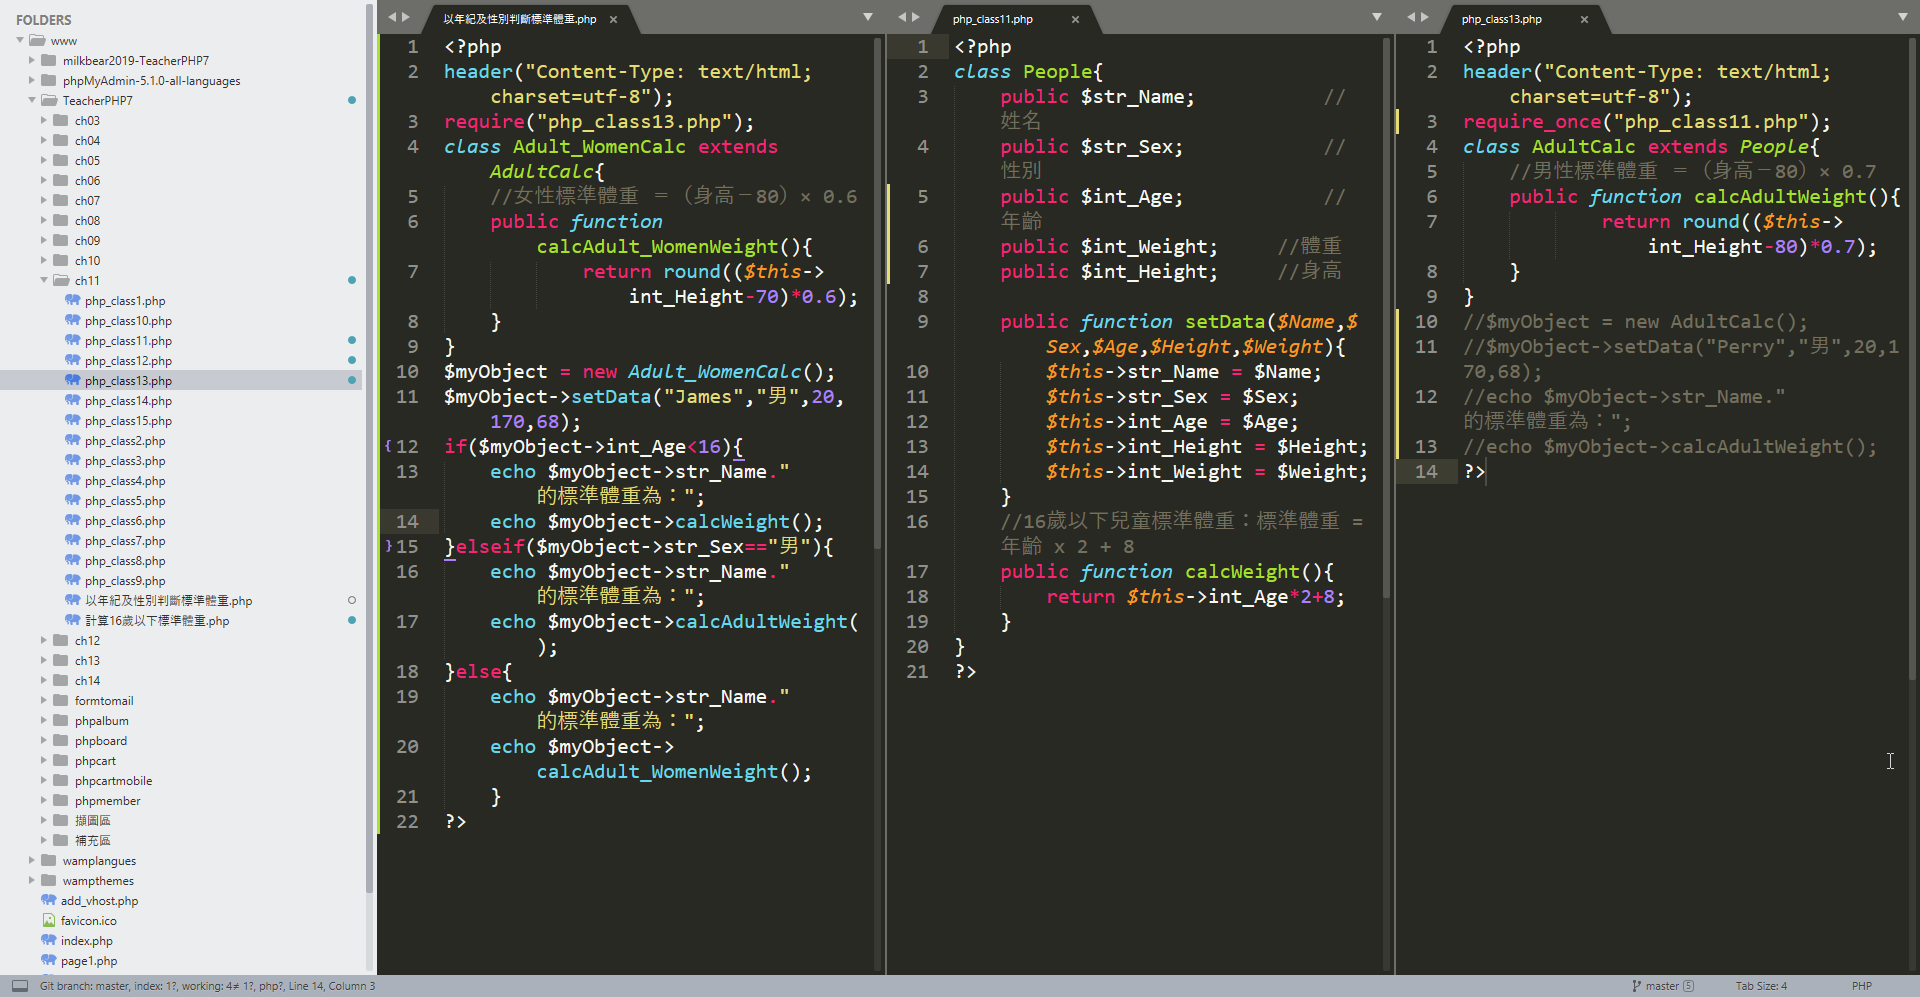 FOLDERS
www
milkbear2019-TeacherPHP7
phpMyAdmin-5.1.0-all-languages
TeacherPHP7
ch03
ch04
ch05
ch06
ch07
ch08
ch09
ch10
ch11
php_class1.php
php_class10.php
php_class11.php
php_class12.php
php_class13.php
php_class14.php
php_class15.php
php_class2.php
php_class3.php
php_class4.php
php_class5.php
php_class6.php
php_class7.php
php_class8.php
php_class9.php
以年紀及性別判斷標準體重.php
計算16歲以下標準體重.php
ch12
ch13
ch14
formtomail
phpalbum
phpboard
phpcart
phpcartmobile
phpmember
擷圖區
補充區
wamplangues
wampthemes
add_vhost.php
favicon.ico
index.php
page1.php
以年紀及性別判斷標準體重.php ×
1 <?php
2 header("Content-Type: text/html;
charset=utf-8");
3 require("php_class13.php");
4 class Adult_WomenCalc extends
AdultCalc{
5 //女性標準體重 ＝（身高－80）× 0.6
6 public function
calcAdult_WomenWeight(){
7 return round(($this->
int_Height-70)*0.6);
8 }
9 }
10 $myObject = new Adult_WomenCalc();
11 $myObject->setData("James","男",20,
170,68);
{12 if($myObject->int_Age<16){
13 echo $myObject->str_Name."
的標準體重為：";
14 echo $myObject->calcWeight();
}15 }elseif($myObject->str_Sex=="男"){
16 echo $myObject->str_Name."
的標準體重為：";
17 echo $myObject->calcAdultWeight(
);
18 }else{
19 echo $myObject->str_Name."
的標準體重為：";
20 echo $myObject->
calcAdult_WomenWeight();
21 }
22 ?>
php_class11.php ×
1 <?php
2 class People{
3 public $str_Name; //
姓名
4 public $str_Sex; //
性別
5 public $int_Age; //
年齡
6 public $int_Weight; //體重
7 public $int_Height; //身高
8
9 public function setData($Name,$
Sex,$Age,$Height,$Weight){
10 $this->str_Name = $Name;
11 $this->str_Sex = $Sex;
12 $this->int_Age = $Age;
13 $this->int_Height = $Height;
14 $this->int_Weight = $Weight;
15 }
16 //16歲以下兒童標準體重：標準體重 =
年齡 x 2 + 8
17 public function calcWeight(){
18 return $this->int_Age*2+8;
19 }
20 }
21 ?>
php_class13.php ×
1 <?php
2 header("Content-Type: text/html;
charset=utf-8");
3 require_once("php_class11.php");
4 class AdultCalc extends People{
5 //男性標準體重 ＝（身高－80）× 0.7
6 public function calcAdultWeight(){
7 return round(($this->
int_Height-80)*0.7);
8 }
9 }
10 //$myObject = new AdultCalc();
11 //$myObject->setData("Perry","男",20,1
70,68);
12 //echo $myObject->str_Name."
的標準體重為：";
13 //echo $myObject->calcAdultWeight();
14 ?>
Git branch: master, index: 1?, working: 4≠ 1?, php?, Line 14, Column 3
master 5
Tab Size: 4
PHP